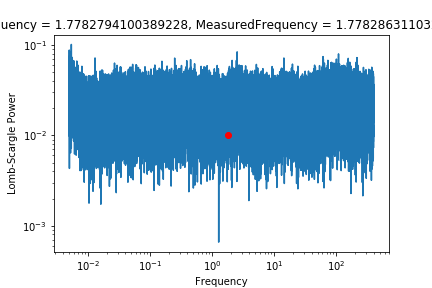 uency = 1.7782794100389228, MeasuredFrequency = 1.77828631103
10⁻¹
10⁻²
10⁻³
Lomb-Scargle Power
10⁻² 10⁻¹ 10⁰ 10¹ 10²
Frequency